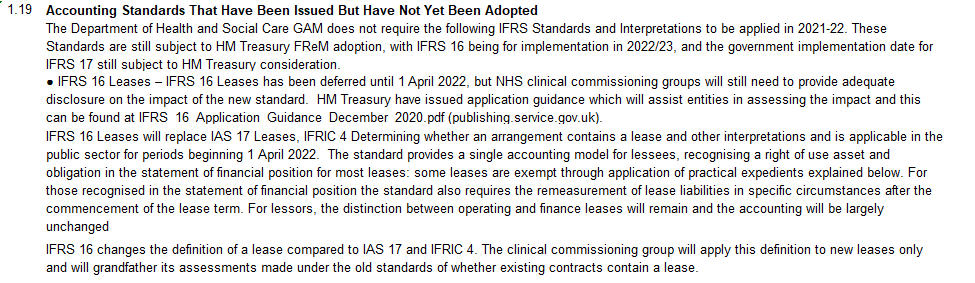 1.19 Accounting Standards That Have Been Issued But Have Not Yet Been Adopted
The Department of Health and Social Care GAM does not require the following IFRS Standards and Interpretations to be applied in 2021-22. These
Standards are still subject to HM Treasury FReM adoption, with IFRS 16 being for implementation in 2022/23, and the government implementation date for
IFRS 17 still subject to HM Treasury consideration.
● IFRS 16 Leases – IFRS 16 Leases has been deferred until 1 April 2022, but NHS clinical commissioning groups will still need to provide adequate
disclosure on the impact of the new standard. HM Treasury have issued application guidance which will assist entities in assessing the impact and this
can be found at IFRS 16 Application Guidance December 2020.pdf (publishing.service.gov.uk).
IFRS 16 Leases will replace IAS 17 Leases, IFRIC 4 Determining whether an arrangement contains a lease and other interpretations and is applicable in the
public sector for periods beginning 1 April 2022. The standard provides a single accounting model for lessees, recognising a right of use asset and
obligation in the statement of financial position for most leases: some leases are exempt through application of practical expedients explained below. For
those recognised in the statement of financial position the standard also requires the remeasurement of lease liabilities in specific circumstances after the
commencement of the lease term. For lessors, the distinction between operating and finance leases will remain and the accounting will be largely
unchanged
IFRS 16 changes the definition of a lease compared to IAS 17 and IFRIC 4. The clinical commissioning group will apply this definition to new leases only
and will grandfather its assessments made under the old standards of whether existing contracts contain a lease.